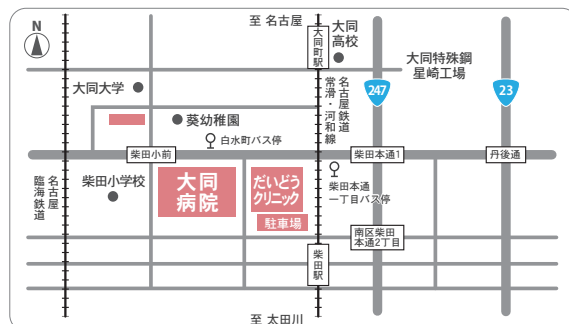 N
至 名古屋
大同町駅
大同
高校
大同特殊鋼
星崎工場
大同大学
名古屋鉄道
常滑・河和線
247
23
葵幼稚園
白水町バス停
柴田小前
柴田本通1
丹後通
名古屋
臨海鉄道
柴田小学校
大同
病院
だいどう
クリニック
駐車場
柴田本通
一丁目バス停
南区柴田
本通2丁目
柴田駅
至 太田川